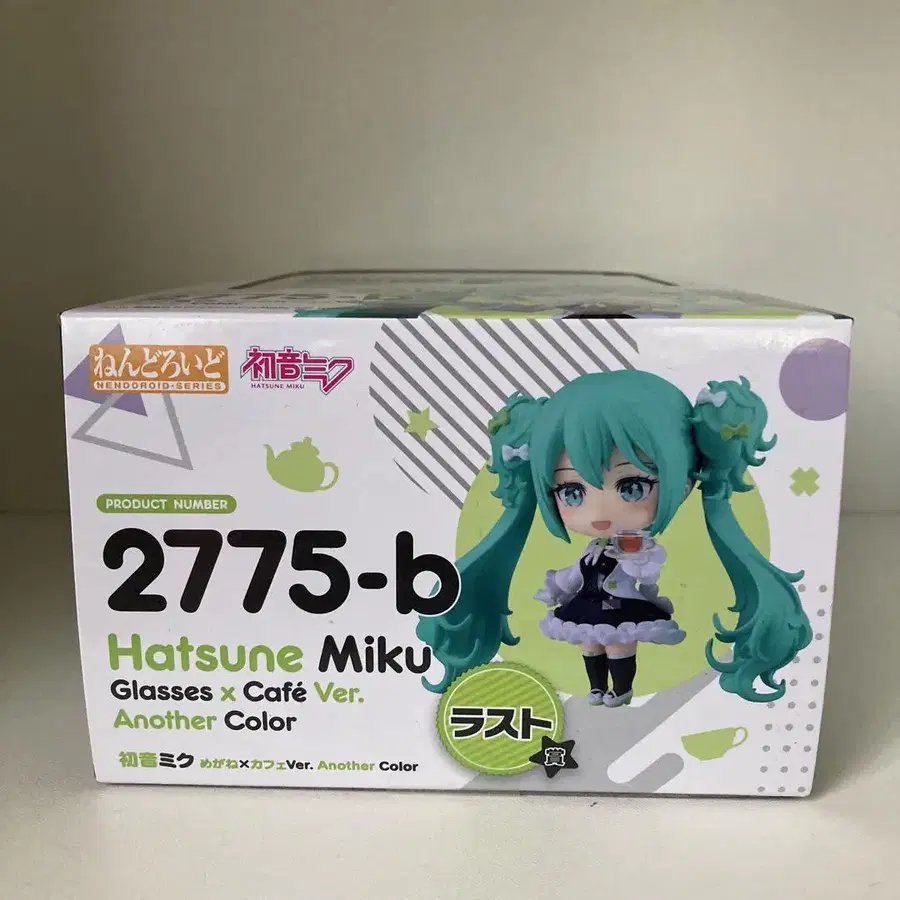 2775-b
ねんどろいど
NENDOROID·SERIES
初音ミク
HATSUNE MIKU
PRODUCT NUMBER
2775-b
Hatsune Miku
Glasses x Café Ver.
Another Color
初音ミク めがね×カフェVer. Another Color
ラスト
賞